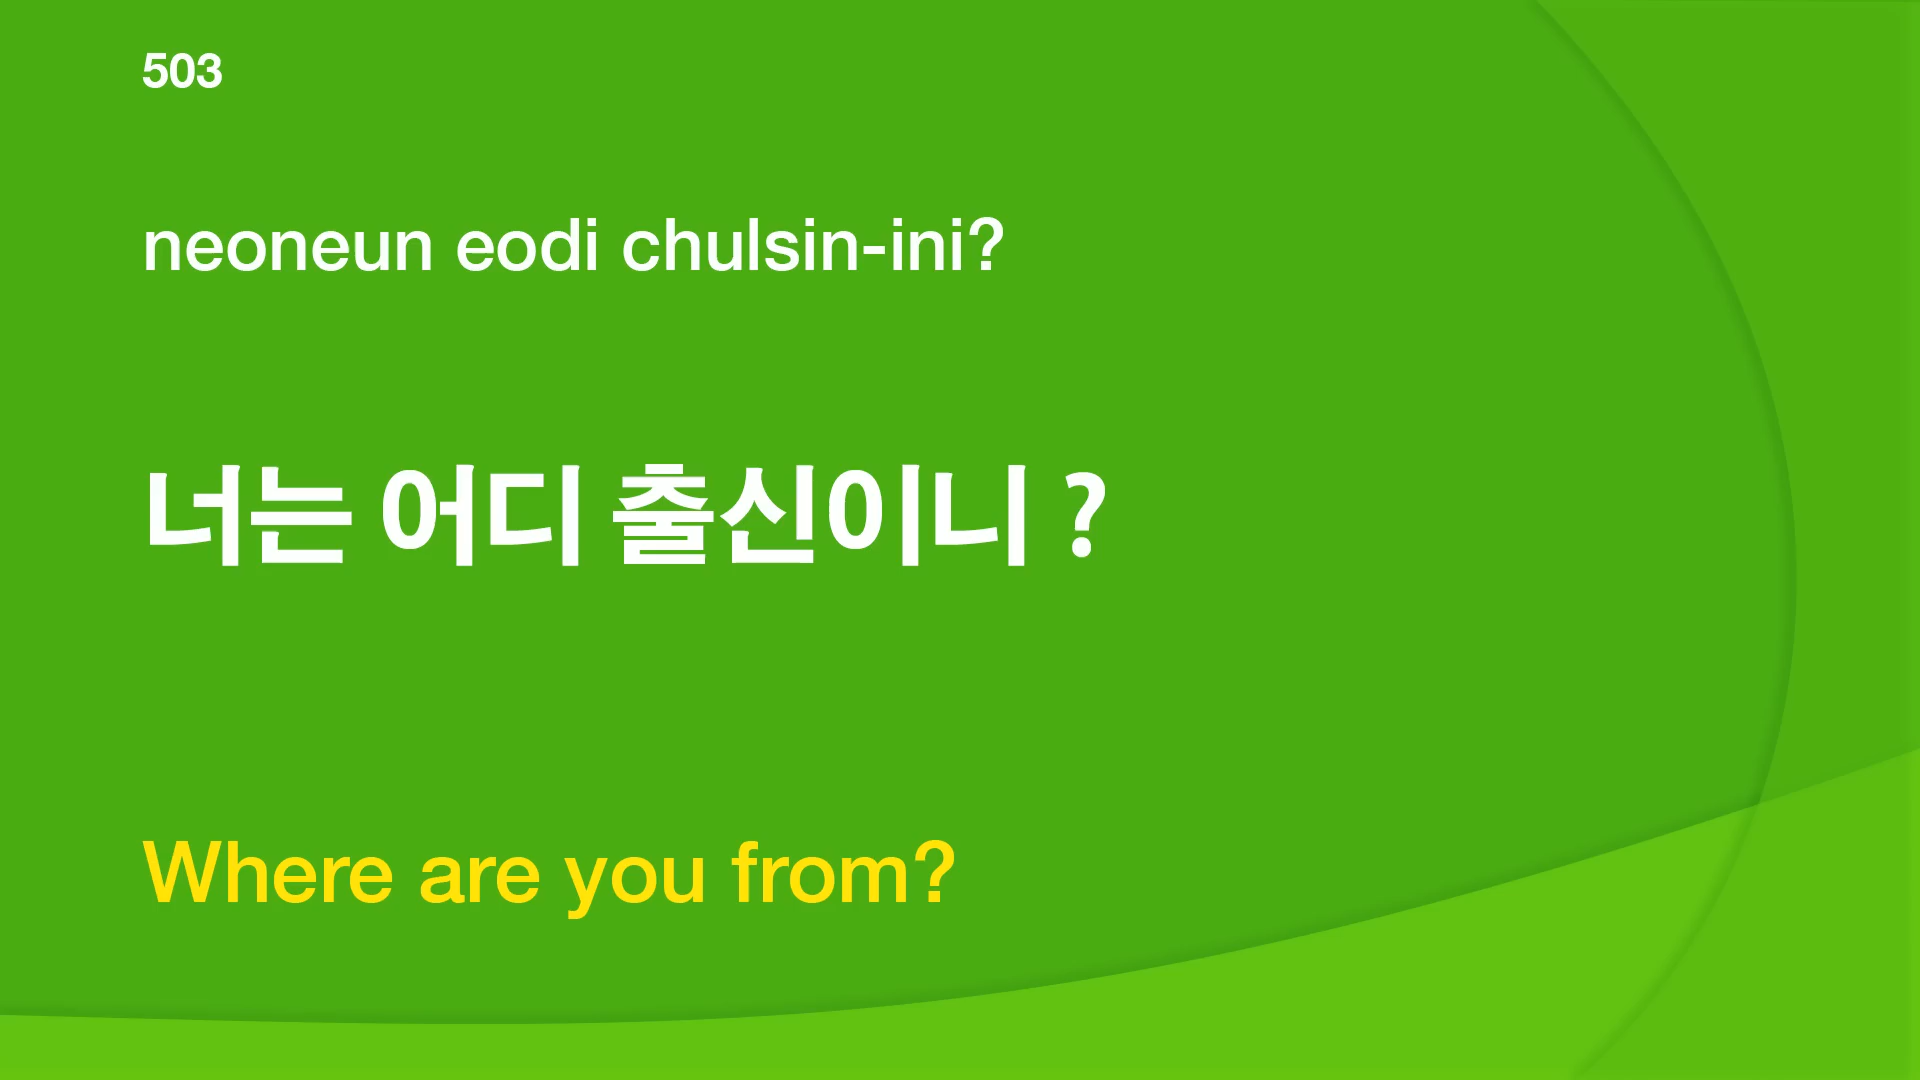 503
neoneun eodi chulsin-ini?
너는 어디 출신이니 ?
Where are you from?